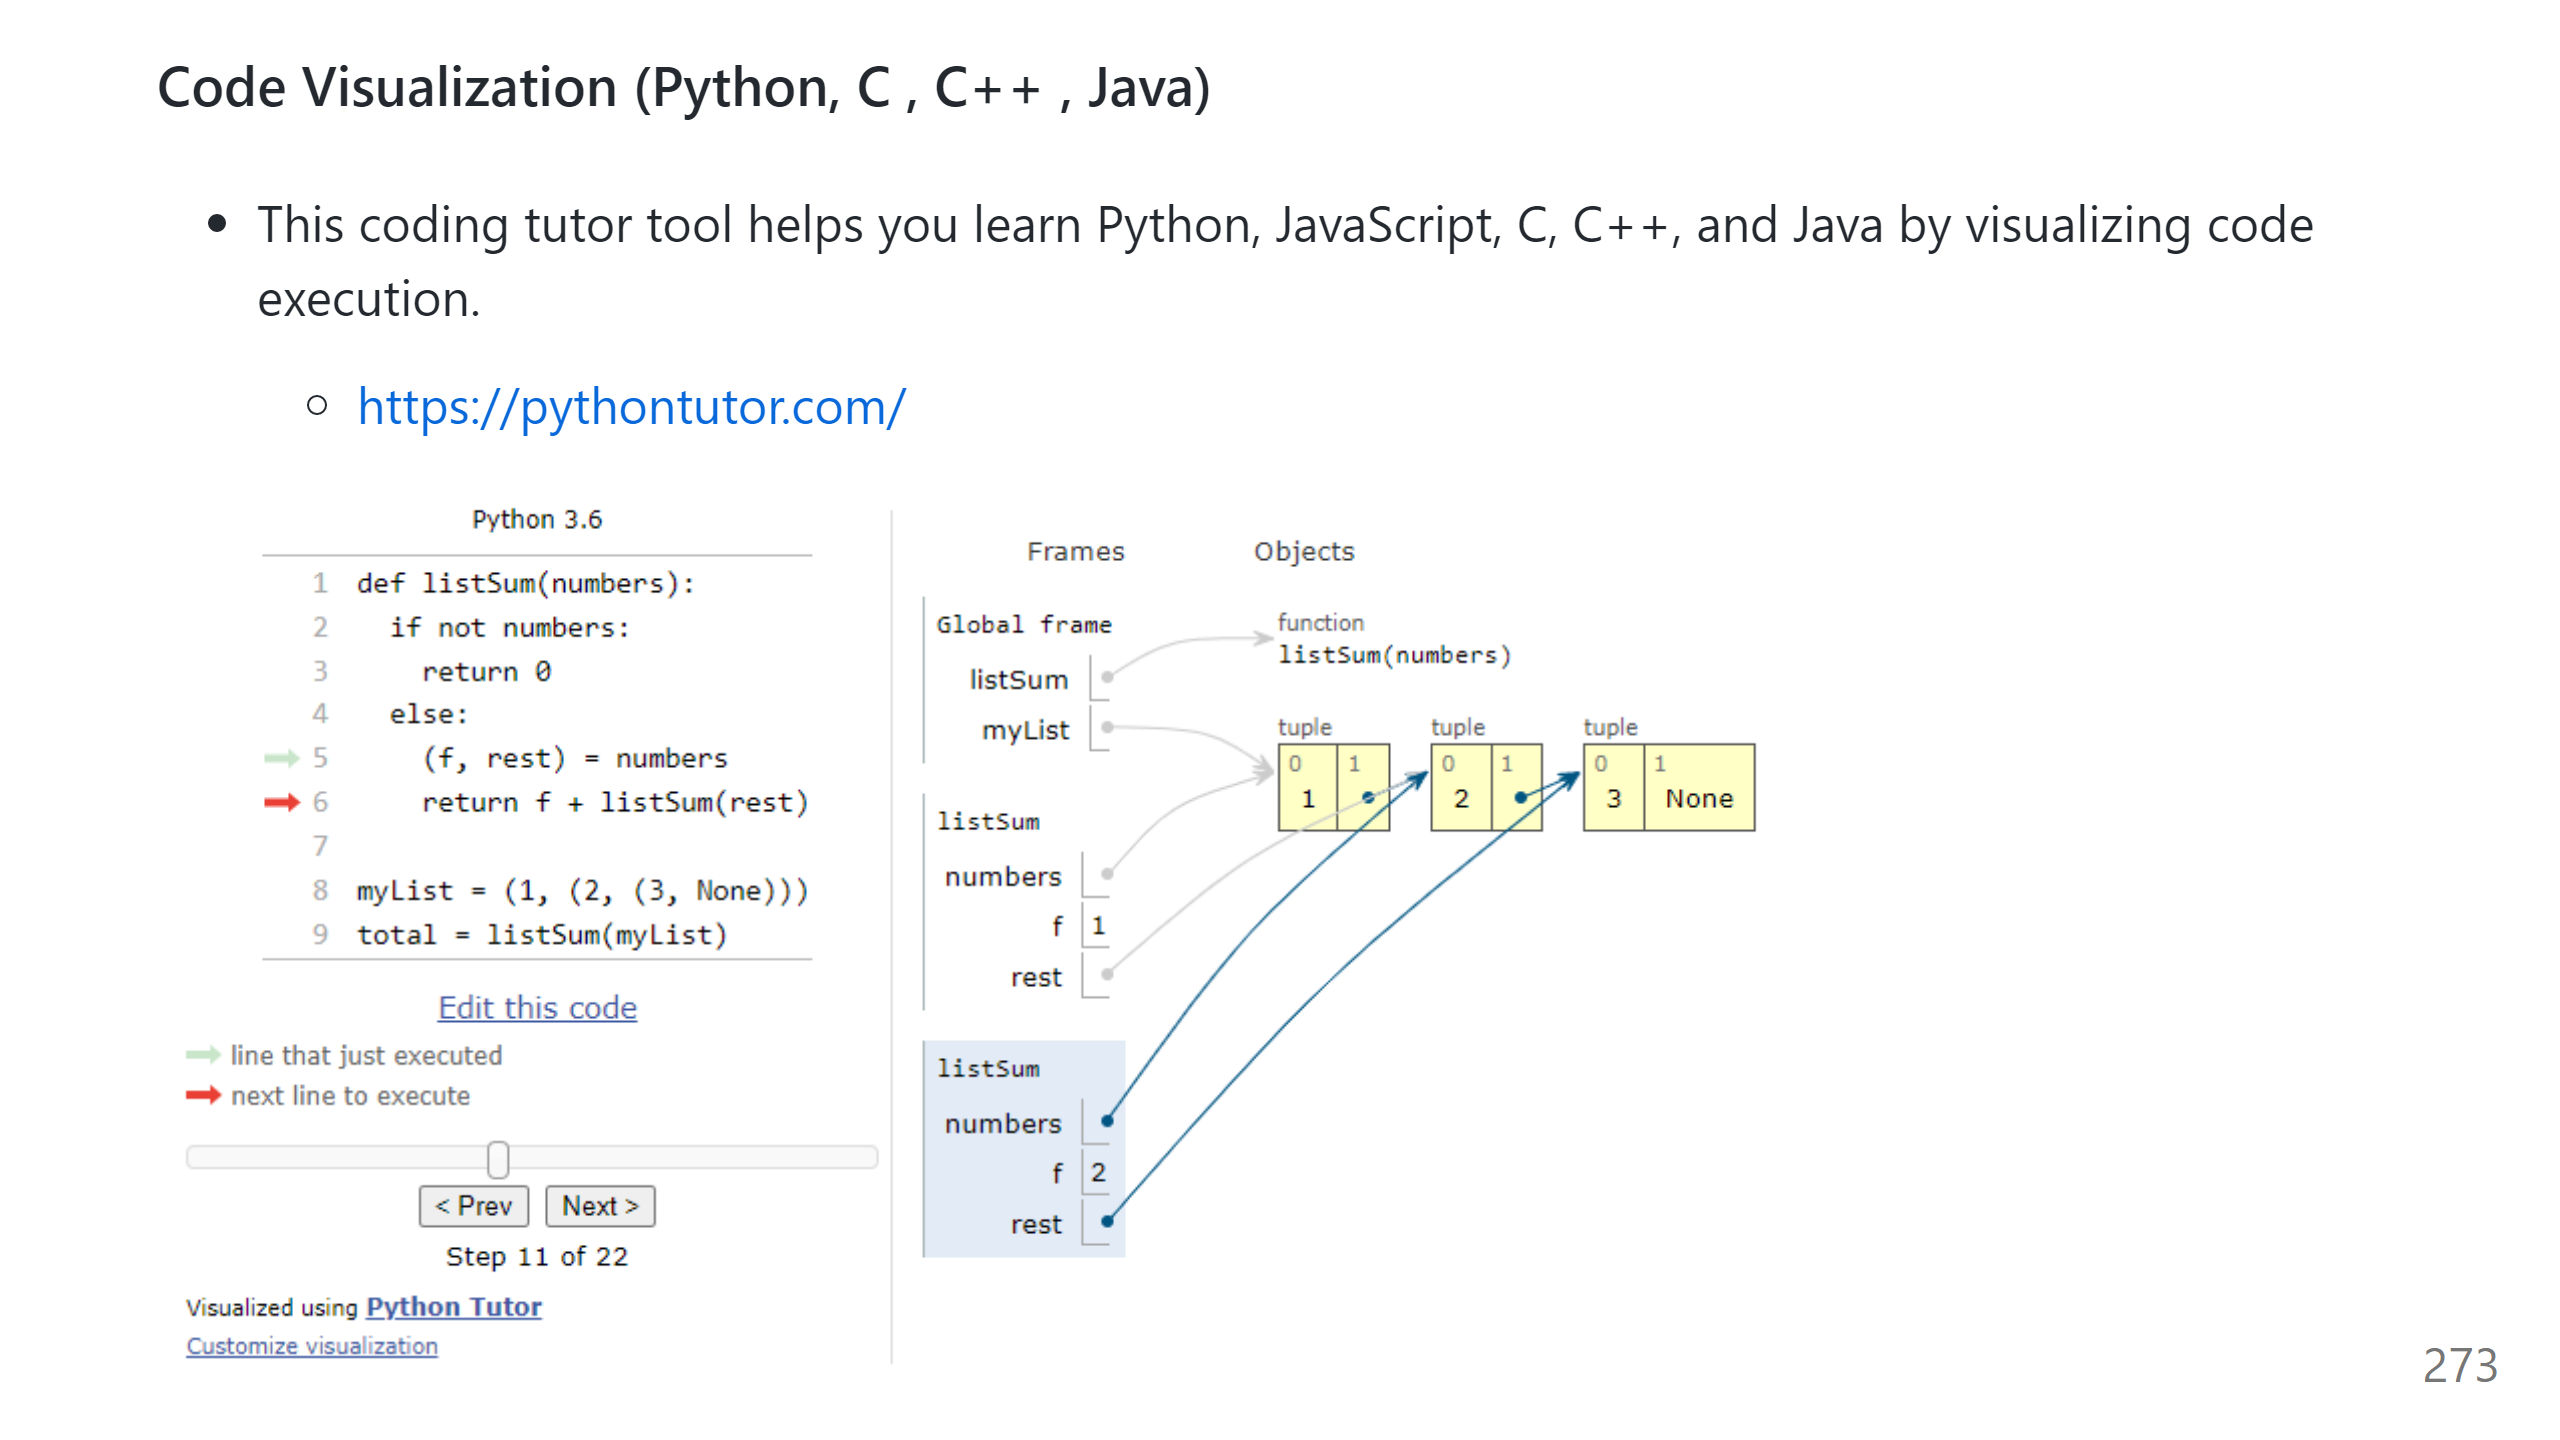 Code Visualization (Python, C , C++ , Java)
• This coding tutor tool helps you learn Python, JavaScript, C, C++, and Java by visualizing code
execution.
○ https://pythontutor.com/
Python 3.6
1 def listSum(numbers):
2   if not numbers:
3     return 0
4   else:
5     (f, rest) = numbers
6     return f + listSum(rest)
7
8 myList = (1, (2, (3, None)))
9 total = listSum(myList)
Edit this code
line that just executed
next line to execute
< Prev Next >
Step 11 of 22
Visualized using Python Tutor
Customize visualization
Frames Objects
Global frame
listSum
myList
function
listSum(numbers)
tuple tuple tuple
0 1 0 1 0 1
1 2 3 None
listSum
numbers
f 1
rest
listSum
numbers
f 2
rest
273